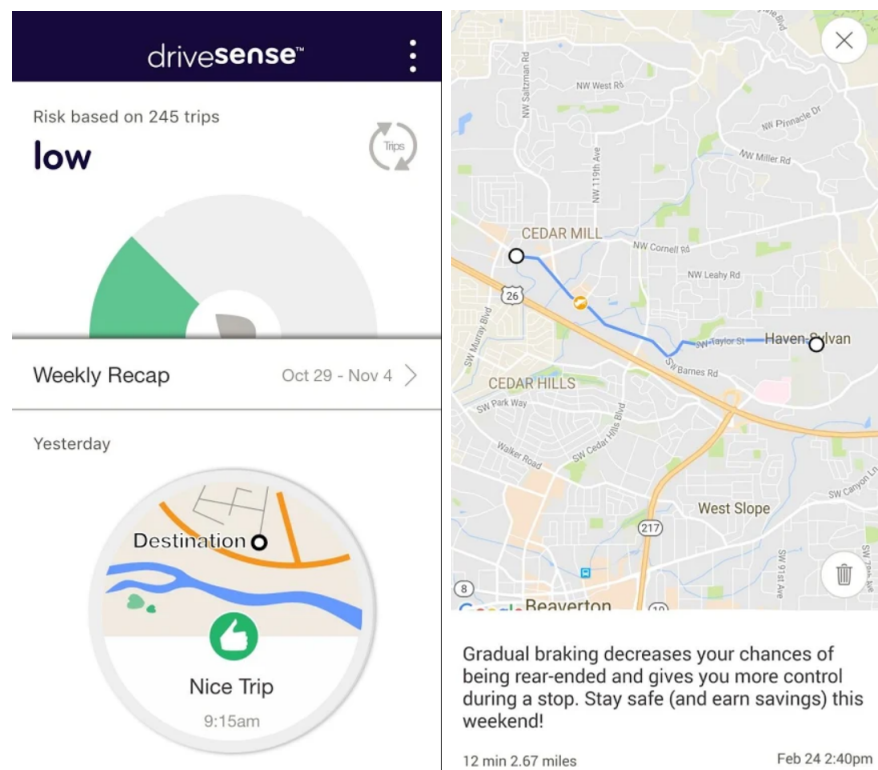 drivesense™
Risk based on 245 trips
low
Trips
Weekly Recap
Oct 29 - Nov 4
Yesterday
Destination
Nice Trip
9:15am
NW Saltzman Rd
NW West Rd
NW 119th Ave
NW Pinnacle Dr
NW Miller Rd
CEDAR MILL
NW Cornell Rd
NW Leahy Rd
26
SW Murray Blvd
SW Taylor St
Haven Sylvan
SW Barnes Rd
CEDAR HILLS
SW Park Way
SW Cedar Hills Blvd
Walker Road
SW Canyon Ln
West Slope
217
SW 91st Ave
8
Google
Beaverton
10
Gradual braking decreases your chances of
being rear-ended and gives you more control
during a stop. Stay safe (and earn savings) this
weekend!
12 min 2.67 miles
Feb 24 2:40pm